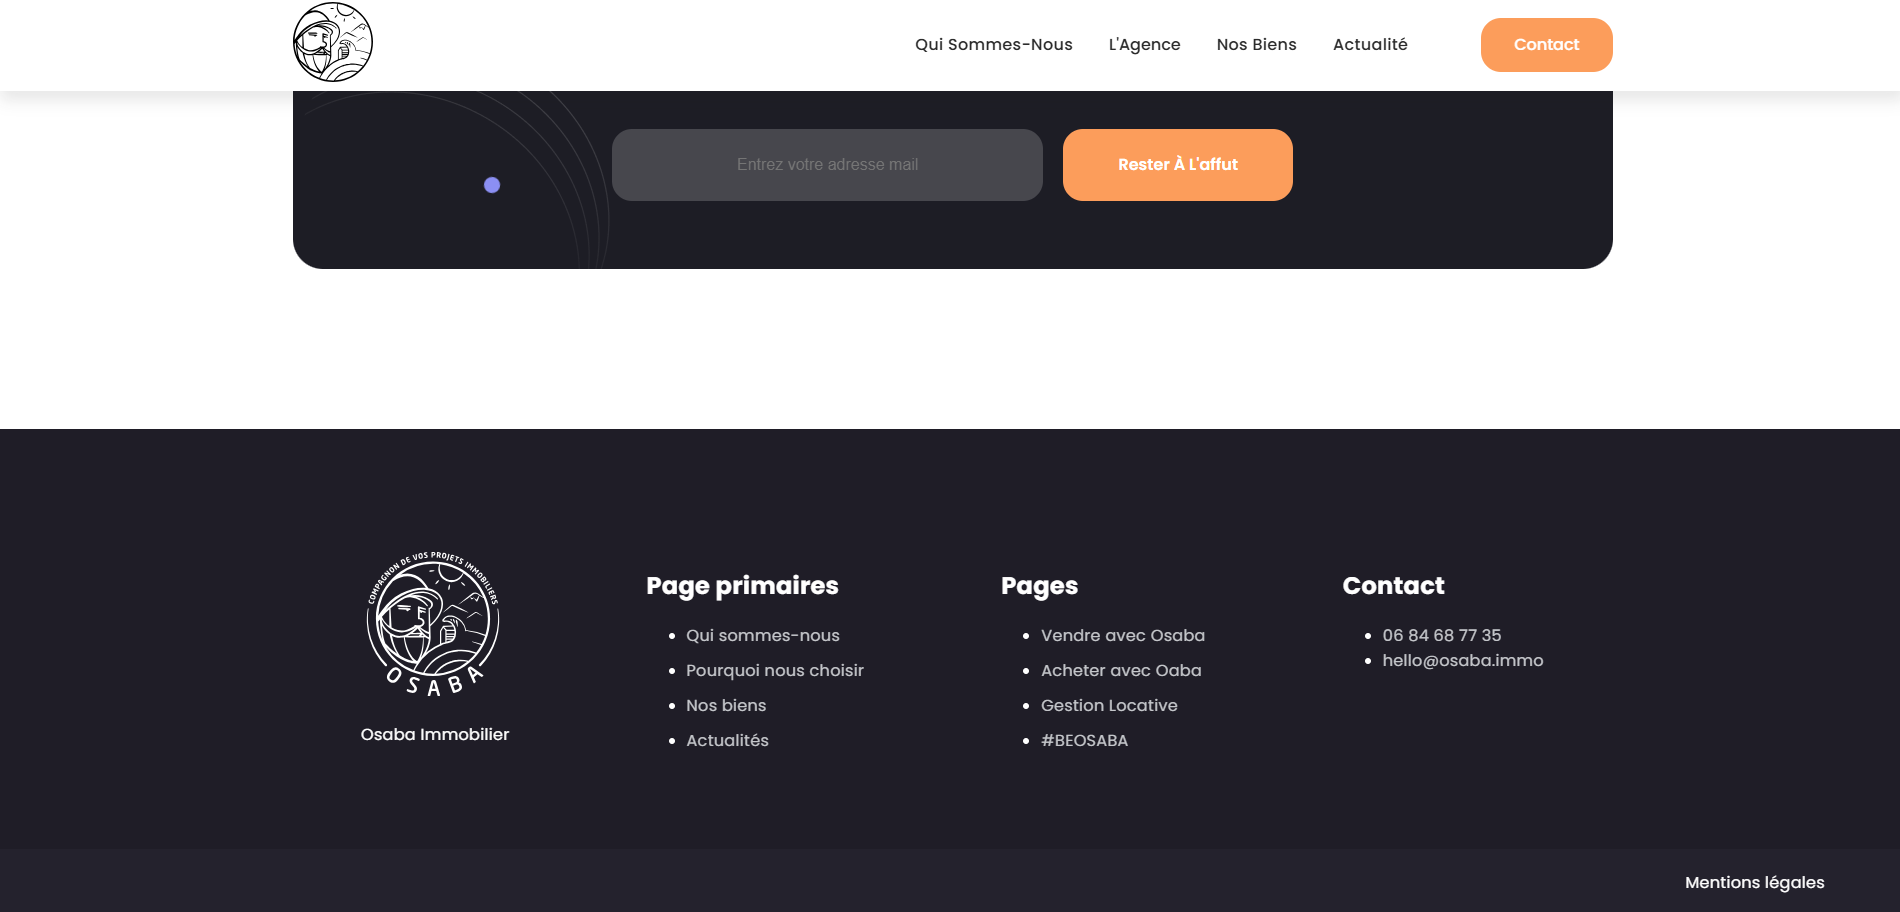 Qui Sommes-Nous
L'Agence
Nos Biens
Actualité
Contact
Entrez votre adresse mail
Rester À L'affut
COMPAGNON DE VOS PROJETS IMMOBILIERS
OSABA
Osaba Immobilier
Page primaires
Qui sommes-nous
Pourquoi nous choisir
Nos biens
Actualités
Pages
Vendre avec Osaba
Acheter avec Oaba
Gestion Locative
#BEOSABA
Contact
06 84 68 77 35
hello@osaba.immo
Mentions légales